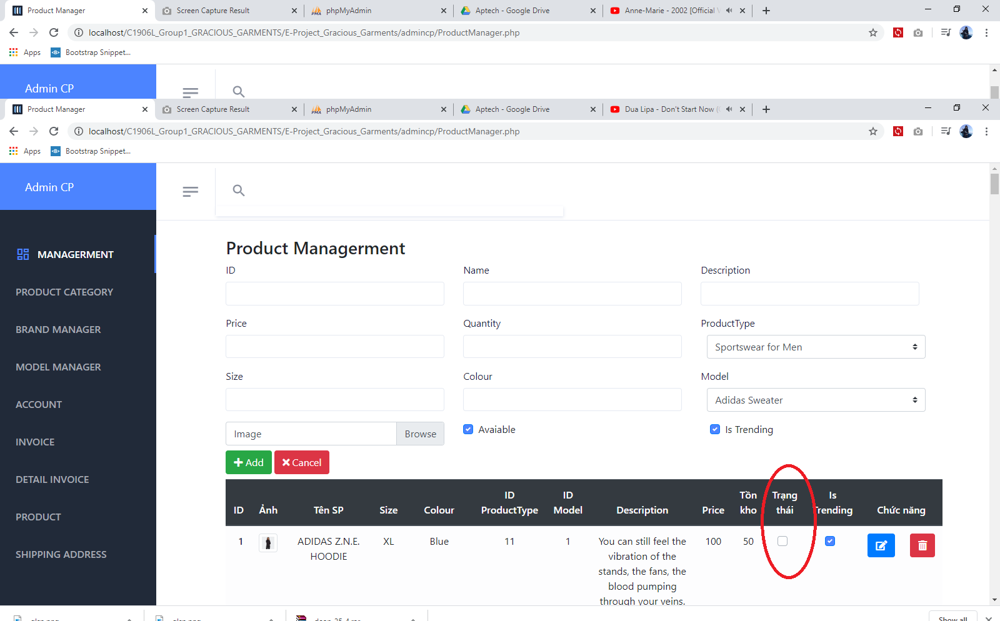 Product Manager
Screen Capture Result
phpMyAdmin
Aptech - Google Drive
Anne-Marie - 2002 [Official
localhost/C1906L_Group1_GRACIOUS_GARMENTS/E-Project_Gracious_Garments/admincp/ProductManager.php
Apps
Bootstrap Snippet...
Admin CP
Product Manager
Screen Capture Result
phpMyAdmin
Aptech - Google Drive
Dua Lipa - Don't Start Now
localhost/C1906L_Group1_GRACIOUS_GARMENTS/E-Project_Gracious_Garments/admincp/ProductManager.php
Apps
Bootstrap Snippet...
Admin CP
MANAGERMENT
PRODUCT CATEGORY
BRAND MANAGER
MODEL MANAGER
ACCOUNT
INVOICE
DETAIL INVOICE
PRODUCT
SHIPPING ADDRESS
Product Managerment
ID
Name
Description
Price
Quantity
ProductType
Sportswear for Men
Size
Colour
Model
Adidas Sweater
Image
Browse
Avaiable
Is Trending
Add
Cancel
ID
Ảnh
Tên SP
Size
Colour
ID
ProductType
ID
Model
Description
Price
Tồn
kho
Trạng
thái
Is
Trending
Chức năng
1
ADIDAS Z.N.E.
HOODIE
XL
Blue
11
1
You can still feel the
vibration of the
stands, the fans, the
blood pumping
through your veins.
100
50
Show all